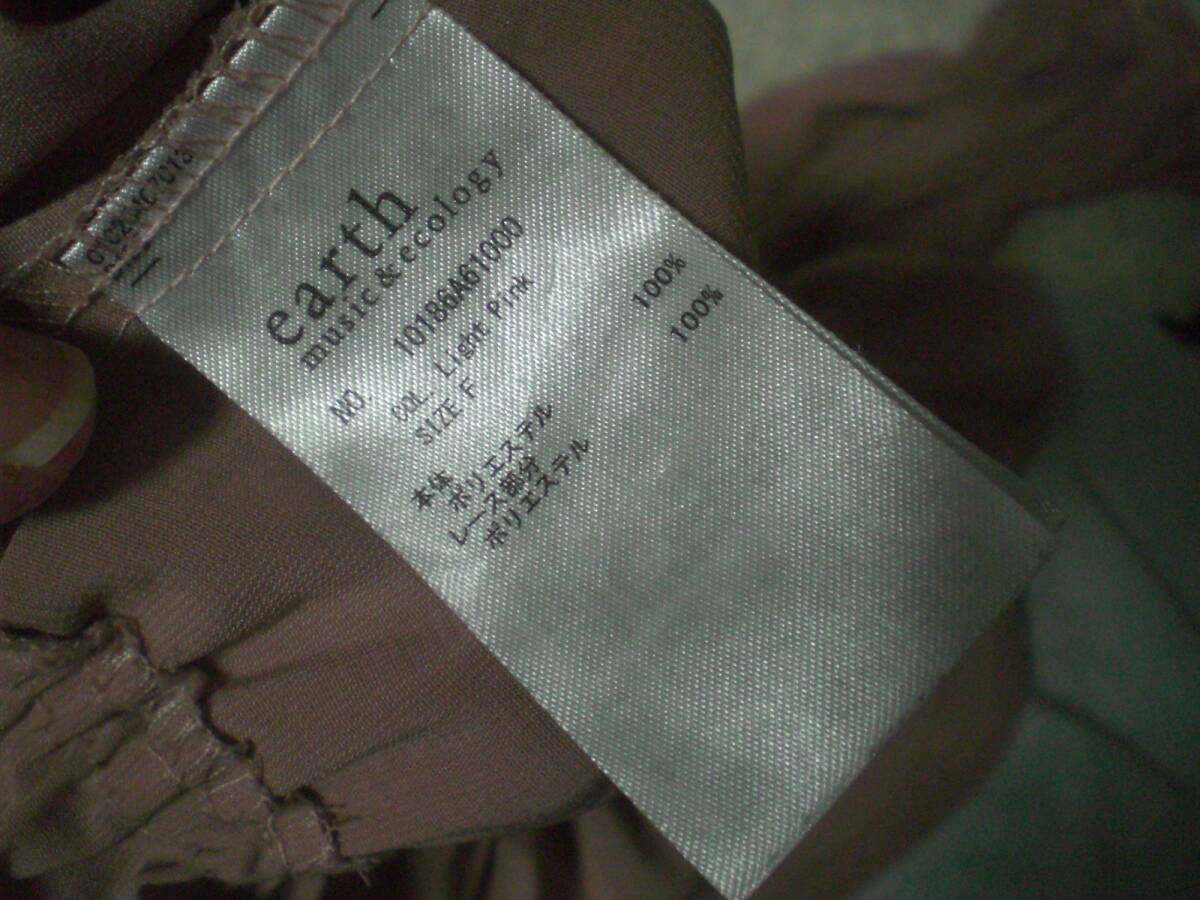 earth
music&ecology
NO. 10186A61000
COL. Light Pink
SIZE F
本体
ポリエステル 100%
レース部分
ポリエステル 100%